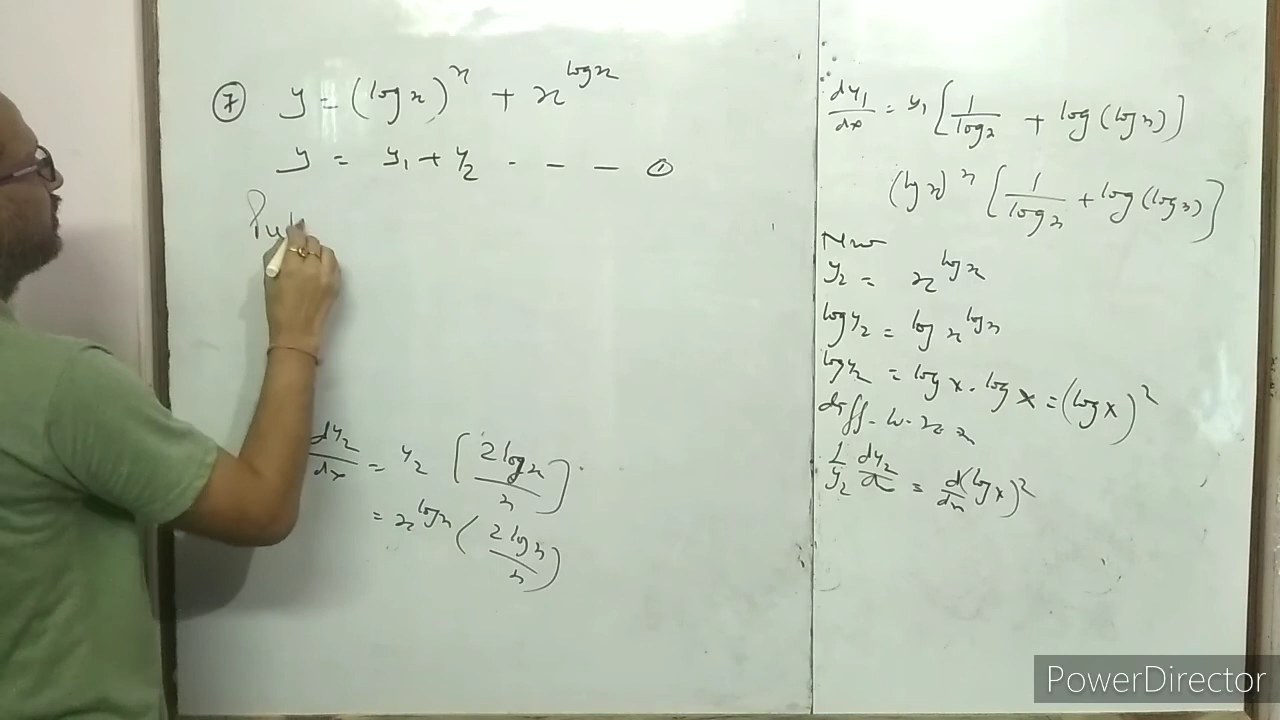 ⑦ y = (log x)^x + x^log x
y = y₁ + y₂ - - - ①
Put
dy₂/dx = y₂ [2 log x / x]
= x^log x (2 log x / x)
dy₁/dx = y₁ [1/log x + log (log x)]
(log x)^x [1/log x + log (log x)]
Now
y₂ = x^log x
log y₂ = log x^log x
log y₂ = log x . log x = (log x)²
diff. w. r. t. x
1/y₂ dy₂/dx = d/dx (log x)²
PowerDirector